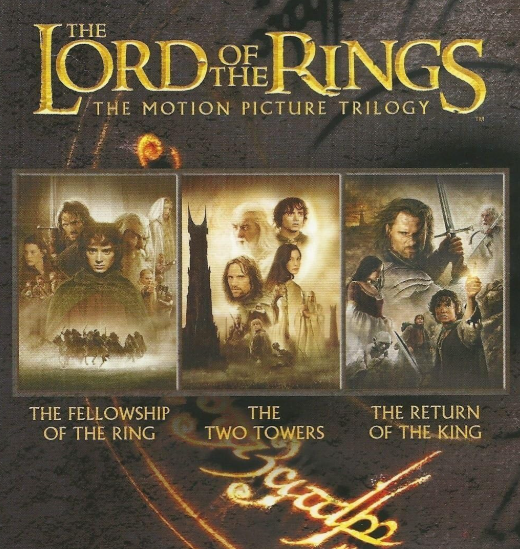 THE
LORD OF THE RINGS
THE MOTION PICTURE TRILOGY
™
THE FELLOWSHIP
OF THE RING
THE
TWO TOWERS
THE RETURN
OF THE KING